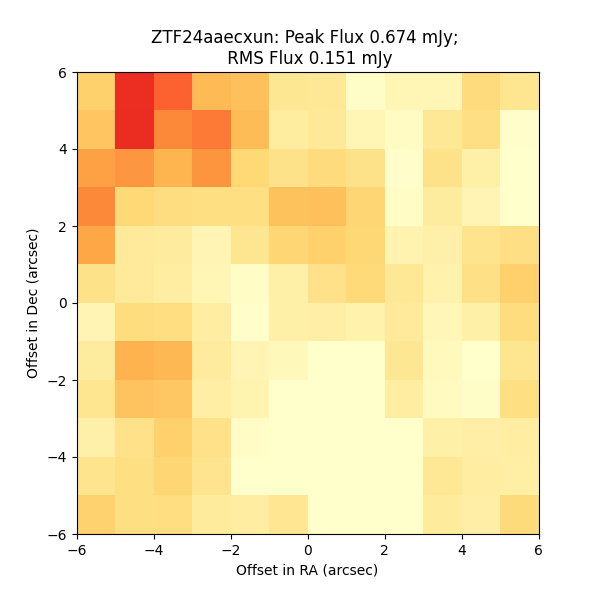 ZTF24aaecxun: Peak Flux 0.674 mJy;
RMS Flux 0.151 mJy
6
4
2
0
−2
−4
−6
Offset in Dec (arcsec)
−6 −4 −2 0 2 4 6
Offset in RA (arcsec)